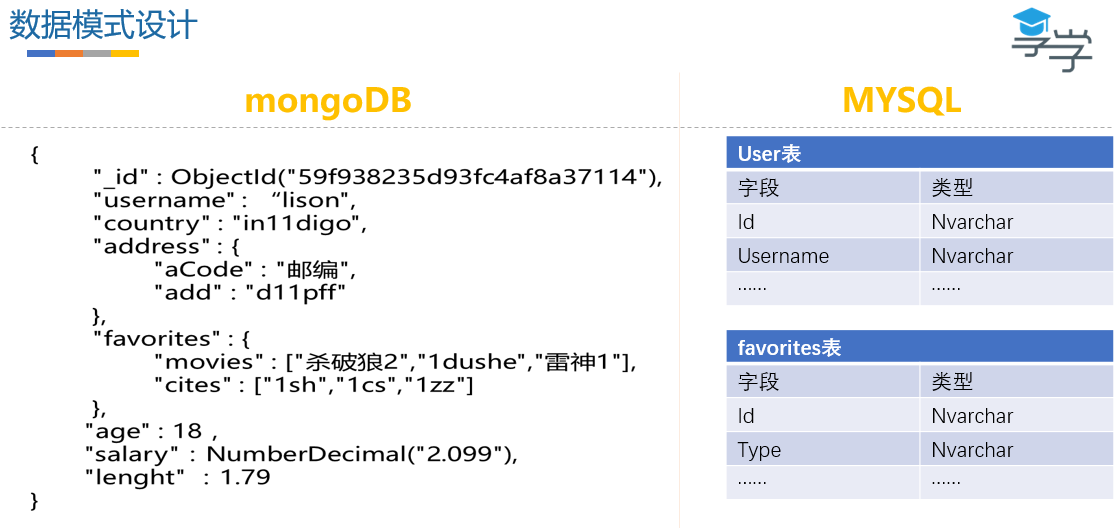 数据模式设计
享学
mongoDB
MYSQL
{
"_id" : ObjectId("59f938235d93fc4af8a37114"),
"username" : “lison",
"country" : "in11digo",
"address" : {
"aCode" : "邮编",
"add" : "d11pff"
},
"favorites" : {
"movies" : ["杀破狼2","1dushe","雷神1"],
"cites" : ["1sh","1cs","1zz"]
},
"age" : 18 ,
"salary" : NumberDecimal("2.099"),
"lenght" : 1.79
}
User表
字段 类型
Id Nvarchar
Username Nvarchar
...... ......
favorites表
字段 类型
Id Nvarchar
Type Nvarchar
...... ......